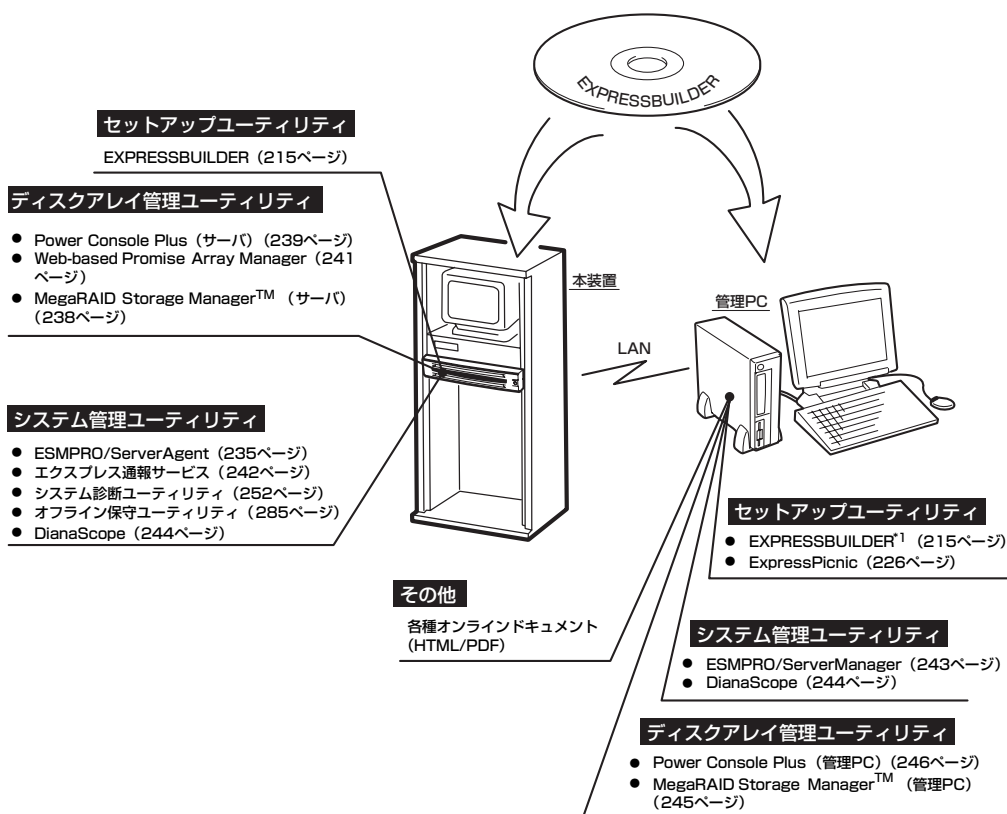 EXPRESSBUILDER
セットアップユーティリティ
EXPRESSBUILDER（215ページ）
ディスクアレイ管理ユーティリティ
● Power Console Plus（サーバ）（239ページ）
● Web-based Promise Array Manager（241
ページ）
● MegaRAID Storage Manager™ （サーバ）
（238ページ）
本装置
管理PC
LAN
システム管理ユーティリティ
● ESMPRO/ServerAgent（235ページ）
● エクスプレス通報サービス（242ページ）
● システム診断ユーティリティ（252ページ）
● オフライン保守ユーティリティ（285ページ）
● DianaScope（244ページ）
セットアップユーティリティ
● EXPRESSBUILDER*1（215ページ）
● ExpressPicnic（226ページ）
その他
各種オンラインドキュメント
（HTML/PDF）
システム管理ユーティリティ
● ESMPRO/ServerManager（243ページ）
● DianaScope（244ページ）
ディスクアレイ管理ユーティリティ
● Power Console Plus（管理PC）（246ページ）
● MegaRAID Storage Manager™ （管理PC）
（245ページ）